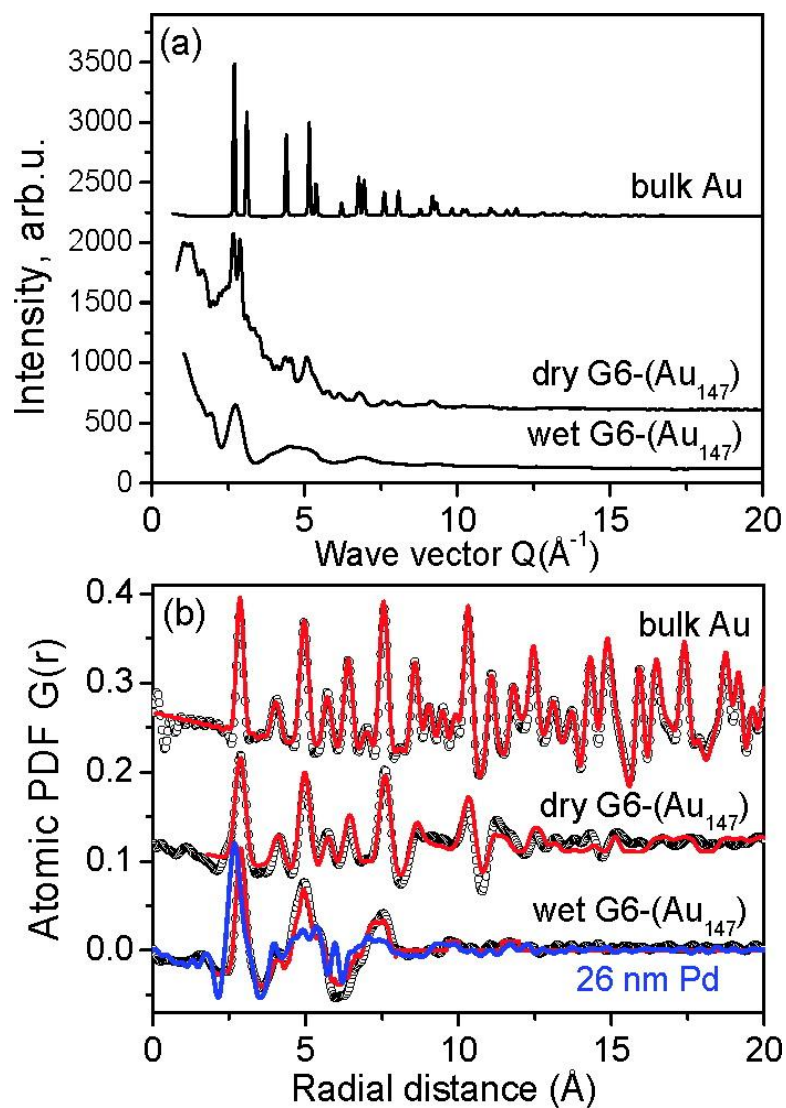 (a)
3500
3000
2500
2000
1500
1000
500
0
Intensity, arb.u.
bulk Au
dry G6-(Au147)
wet G6-(Au147)
0 5 10 15 20
Wave vector Q(Å-1)
(b)
0.4
0.3
0.2
0.1
0.0
Atomic PDF G(r)
bulk Au
dry G6-(Au147)
wet G6-(Au147)
26 nm Pd
0 5 10 15 20
Radial distance (Å)